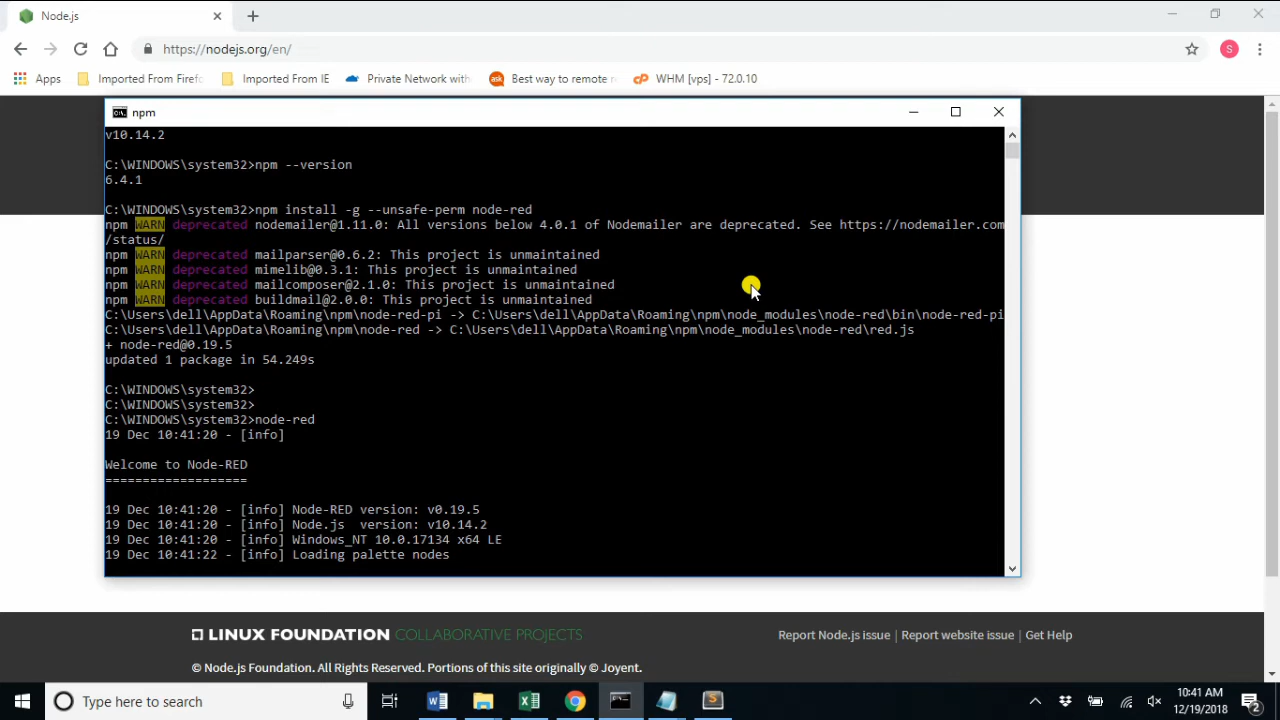 Node.js
https://nodejs.org/en/
S
Apps
Imported From Firef
Imported From IE
Private Network with
ask
Best way to remote r
cP
WHM [vps] - 72.0.10
C:\.
npm
v10.14.2
C:\WINDOWS\system32>npm --version
6.4.1
C:\WINDOWS\system32>npm install -g --unsafe-perm node-red
npm WARN deprecated nodemailer@1.11.0: All versions below 4.0.1 of Nodemailer are deprecated. See https://nodemailer.com
/status/
npm WARN deprecated mailparser@0.6.2: This project is unmaintained
npm WARN deprecated mimelib@0.3.1: This project is unmaintained
npm WARN deprecated mailcomposer@2.1.0: This project is unmaintained
npm WARN deprecated buildmail@2.0.0: This project is unmaintained
C:\Users\dell\AppData\Roaming\npm\node-red-pi -> C:\Users\dell\AppData\Roaming\npm\node_modules\node-red\bin\node-red-pi
C:\Users\dell\AppData\Roaming\npm\node-red -> C:\Users\dell\AppData\Roaming\npm\node_modules\node-red\red.js
+ node-red@0.19.5
updated 1 package in 54.249s
C:\WINDOWS\system32>
C:\WINDOWS\system32>
C:\WINDOWS\system32>node-red
19 Dec 10:41:20 - [info]
Welcome to Node-RED
===================
19 Dec 10:41:20 - [info] Node-RED version: v0.19.5
19 Dec 10:41:20 - [info] Node.js  version: v10.14.2
19 Dec 10:41:20 - [info] Windows_NT 10.0.17134 x64 LE
19 Dec 10:41:22 - [info] Loading palette nodes
LINUX FOUNDATION COLLABORATIVE PROJECTS
Report Node.js issue | Report website issue | Get Help
© Node.js Foundation. All Rights Reserved. Portions of this site originally © Joyent.
Type here to search
10:41 AM
12/19/2018
2